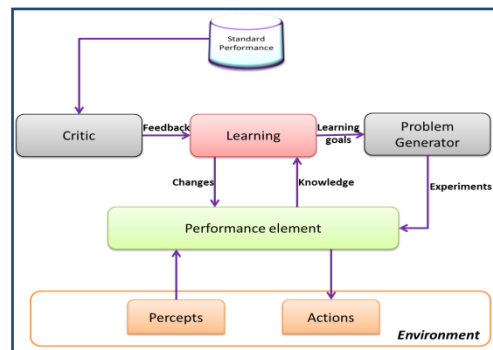 Standard
Performance
Critic
Feedback
Learning
Learning
goals
Problem
Generator
Changes
Knowledge
Experiments
Performance element
Percepts
Actions
Environment